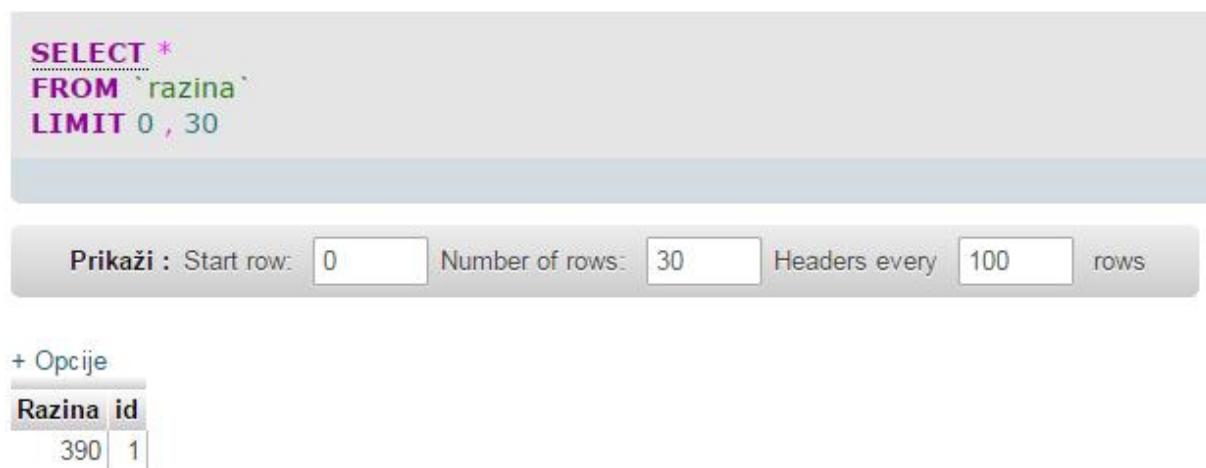 SELECT *
FROM `razina`
LIMIT 0 , 30
Prikaži : Start row: 0 Number of rows: 30 Headers every 100 rows
+ Opcije
Razina id
390 1